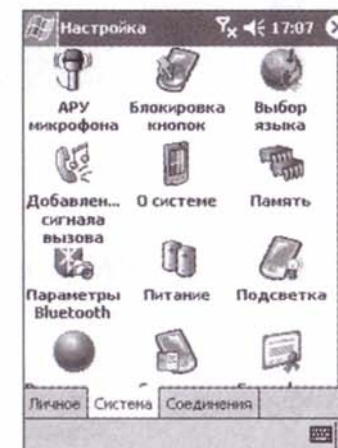 Настройка 17:07
АРУ Блокировка Выбор
микрофона кнопок языка
Добавлен... О системе Память
сигнала
вызова
Параметры Питание Подсветка
Bluetooth
Личное Система Соединения